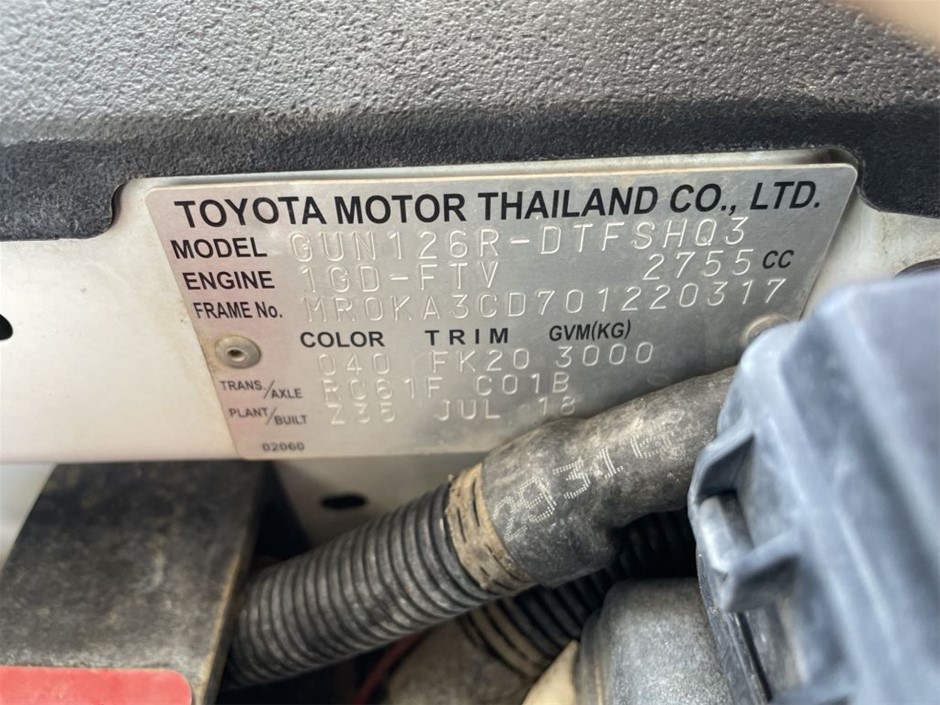 TOYOTA MOTOR THAILAND CO., LTD.
MODEL GUN126R-DTFSHQ3
ENGINE 1GD-FTV 2755 CC
FRAME No. MR0KA3CD701220317
COLOR TRIM GVM(KG)
040 FK20 3000
TRANS./AXLE RC61F C01B
PLANT/BUILT Z35 JUL 18
02060